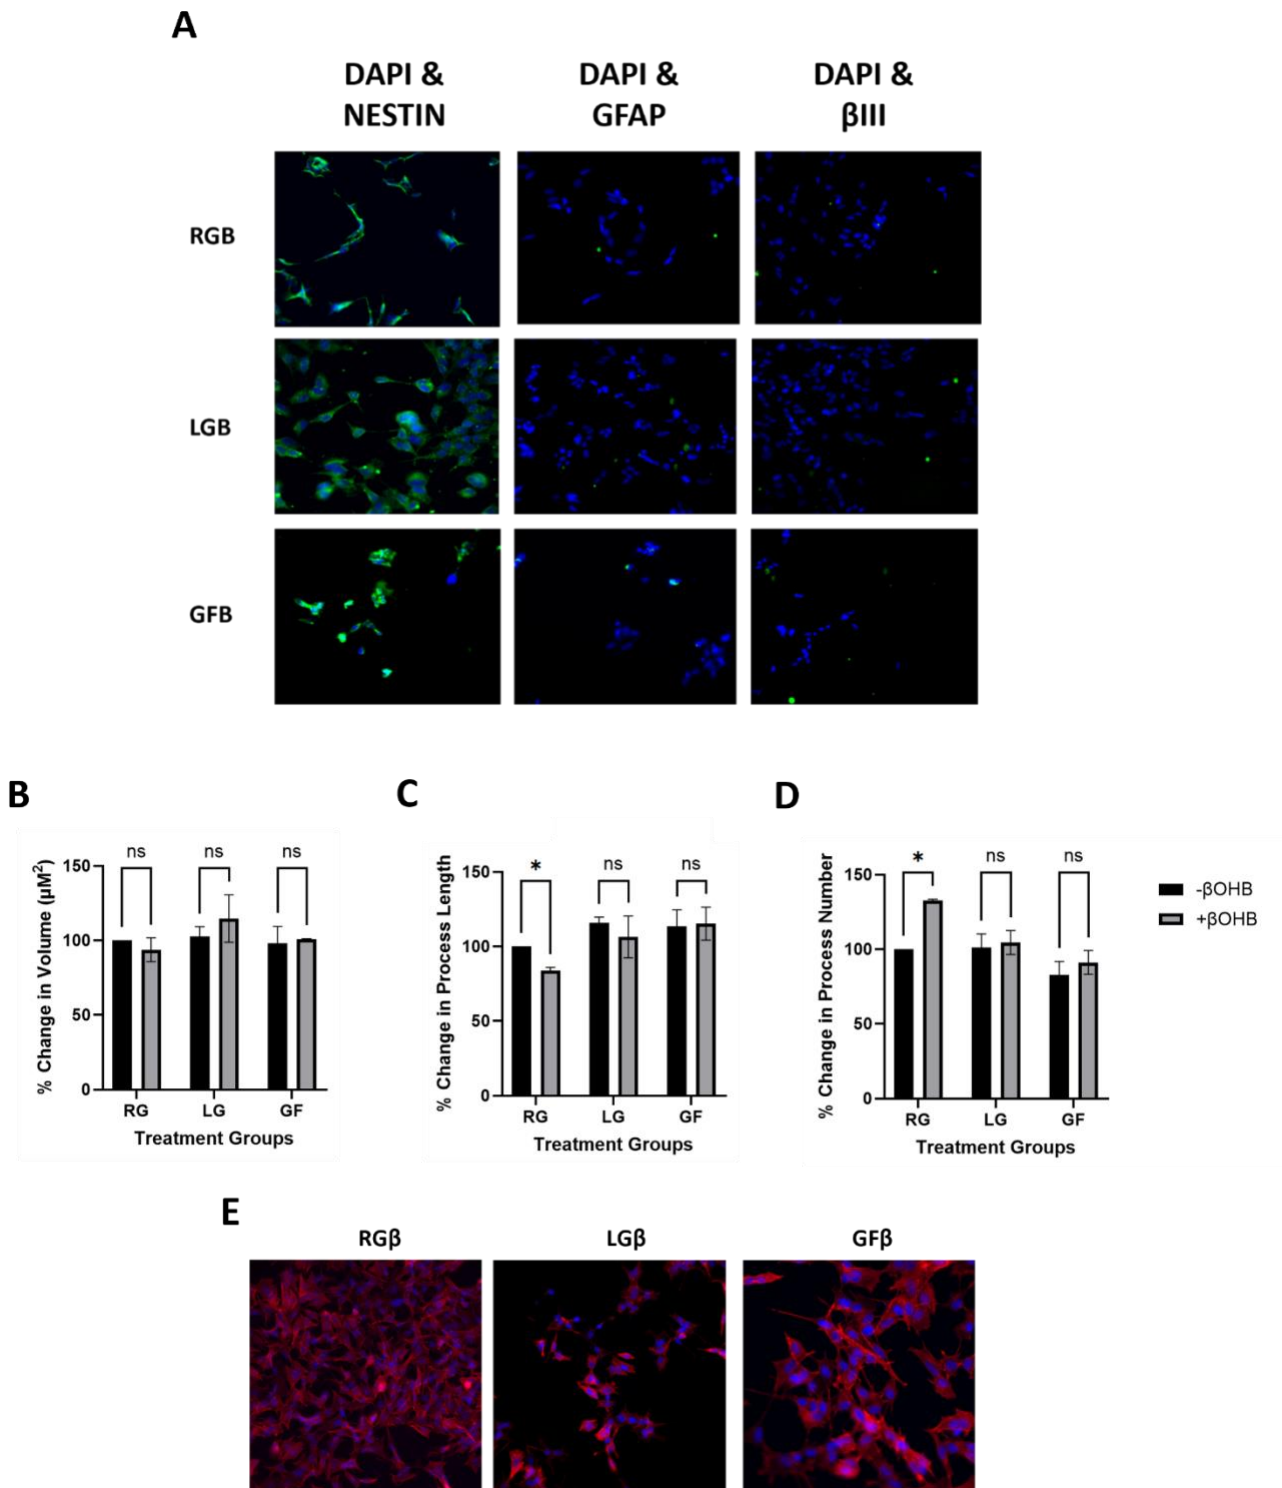 A
DAPI &
NESTIN
DAPI &
GFAP
DAPI &
βIII
RGB
LGB
GFB
B
% Change in Volume (µM²)
150
100
50
0
ns
ns
ns
RG
LG
GF
Treatment Groups
C
% Change in Process Length
150
100
50
0
*
ns
ns
RG
LG
GF
Treatment Groups
D
% Change in Process Number
150
100
50
0
*
ns
ns
RG
LG
GF
Treatment Groups
-βOHB
+βOHB
E
RGβ
LGβ
GFβ